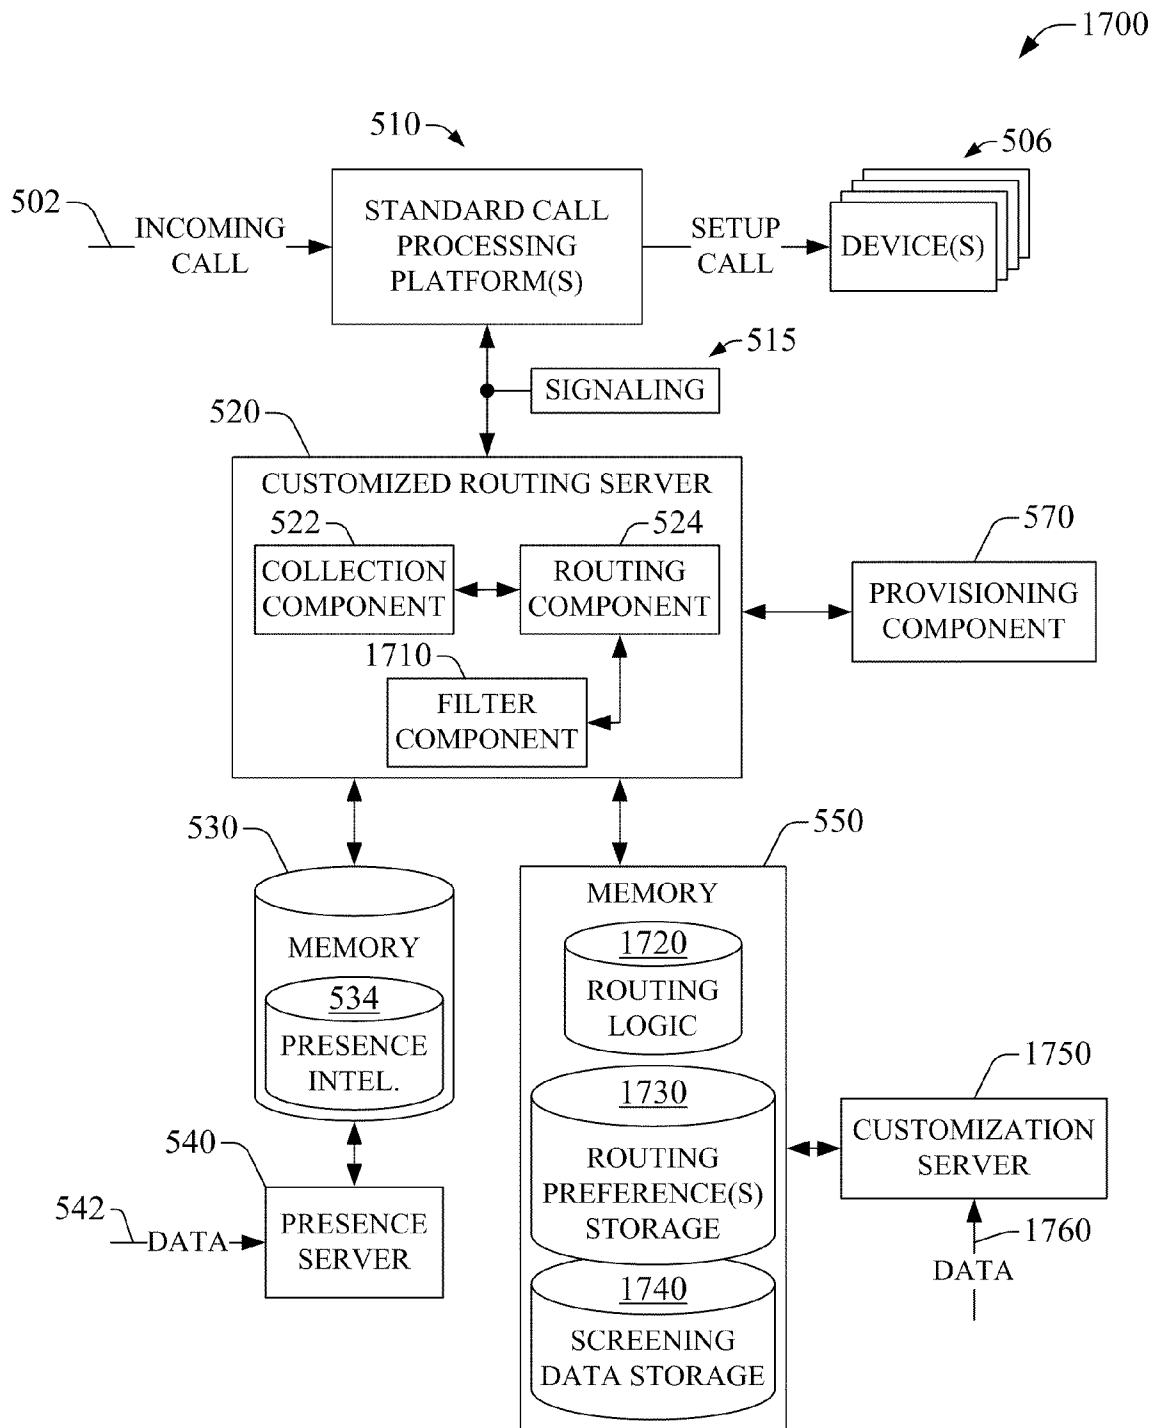 1700
510
506
502
INCOMING
CALL
STANDARD CALL
PROCESSING
PLATFORM(S)
SETUP
CALL
DEVICE(S)
515
SIGNALING
520
CUSTOMIZED ROUTING SERVER
522
524
570
COLLECTION
COMPONENT
ROUTING
COMPONENT
PROVISIONING
COMPONENT
1710
FILTER
COMPONENT
530
550
MEMORY
534
PRESENCE
INTEL.
MEMORY
1720
ROUTING
LOGIC
1730
ROUTING
PREFERENCE(S)
STORAGE
1740
SCREENING
DATA STORAGE
1750
CUSTOMIZATION
SERVER
1760
DATA
540
542
DATA
PRESENCE
SERVER